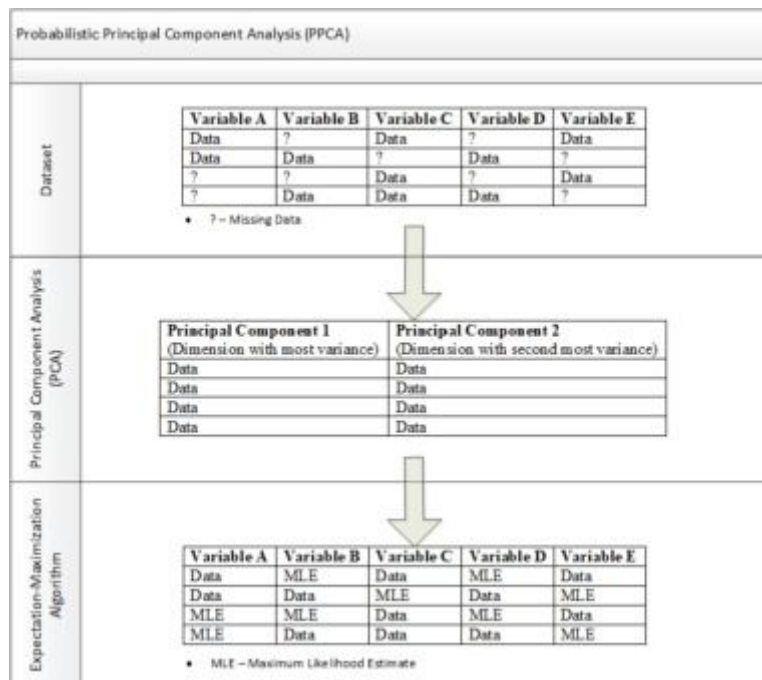 Probabilistic Principal Component Analysis (PPCA)
Dataset
Variable A Variable B Variable C Variable D Variable E
Data ? Data ? Data
Data Data ? Data ?
? ? Data ? Data
? Data Data Data ?
• ? – Missing Data
Principal Component Analysis
(PCA)
Principal Component 1 Principal Component 2
(Dimension with most variance) (Dimension with second most variance)
Data Data
Data Data
Data Data
Data Data
Expectation-Maximization
Algorithm
Variable A Variable B Variable C Variable D Variable E
Data MLE Data MLE Data
Data Data MLE Data MLE
MLE MLE Data MLE Data
MLE Data Data Data MLE
• MLE – Maximum Likelihood Estimate